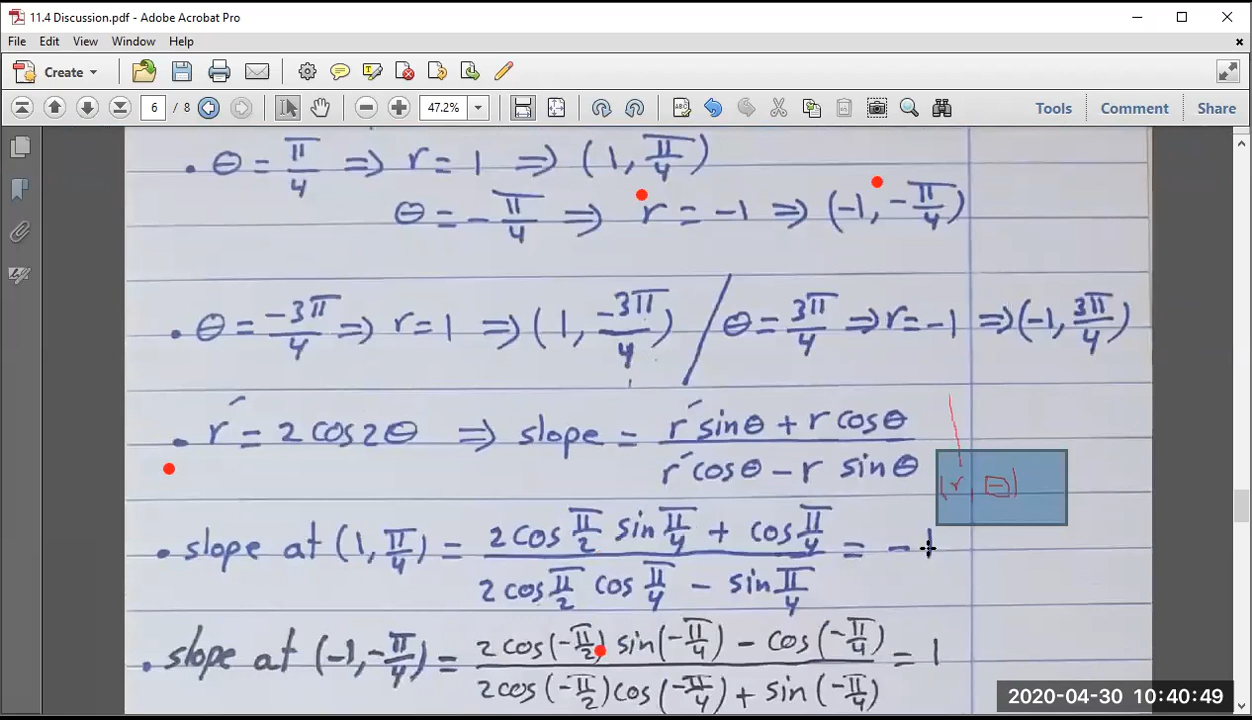 11.4 Discussion.pdf - Adobe Acrobat Pro
File Edit View Window Help
Create
6 / 8
47.2%
Tools Comment Share
. θ = π/4 ⇒ r = 1 ⇒ (1, π/4)
θ = - π/4 ⇒ r = -1 ⇒ (-1, -π/4)
. θ = -3π/4 ⇒ r = 1 ⇒ (1, -3π/4) / θ = 3π/4 ⇒ r = -1 ⇒ (-1, 3π/4)
. r´ = 2 cos 2θ ⇒ slope = (r´ sin θ + r cos θ) / (r´ cos θ - r sin θ)
(r, θ)
. slope at (1, π/4) = (2 cos π/2 sin π/4 + cos π/4) / (2 cos π/2 cos π/4 - sin π/4) = -1
. slope at (-1, -π/4) = (2 cos(-π/2) sin(-π/4) - cos(-π/4)) / (2 cos(-π/2) cos(-π/4) + sin(-π/4)) = 1
2020-04-30 10:40:49